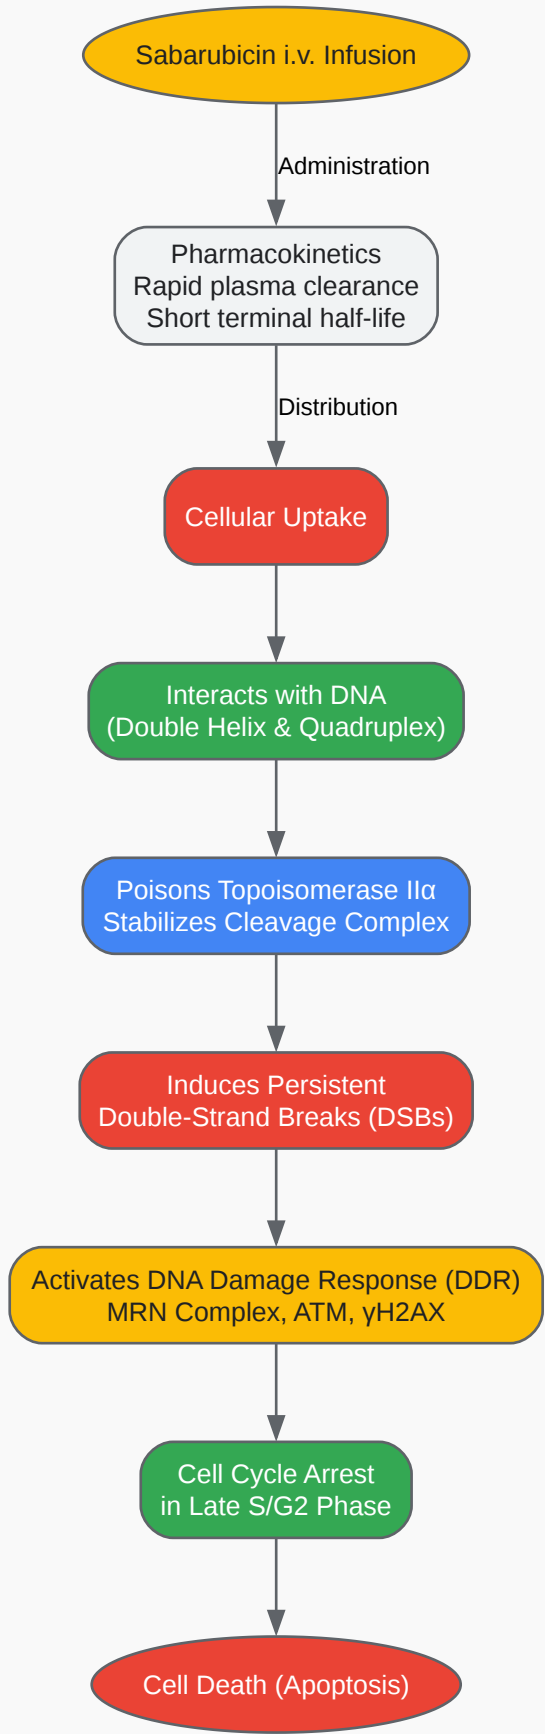 Sabarubicin i.v. Infusion
Administration
Pharmacokinetics
Rapid plasma clearance
Short terminal half-life
Distribution
Cellular Uptake
Interacts with DNA
(Double Helix & Quadruplex)
Poisons Topoisomerase IIα
Stabilizes Cleavage Complex
Induces Persistent
Double-Strand Breaks (DSBs)
Activates DNA Damage Response (DDR)
MRN Complex, ATM, γH2AX
Cell Cycle Arrest
in Late S/G2 Phase
Cell Death (Apoptosis)